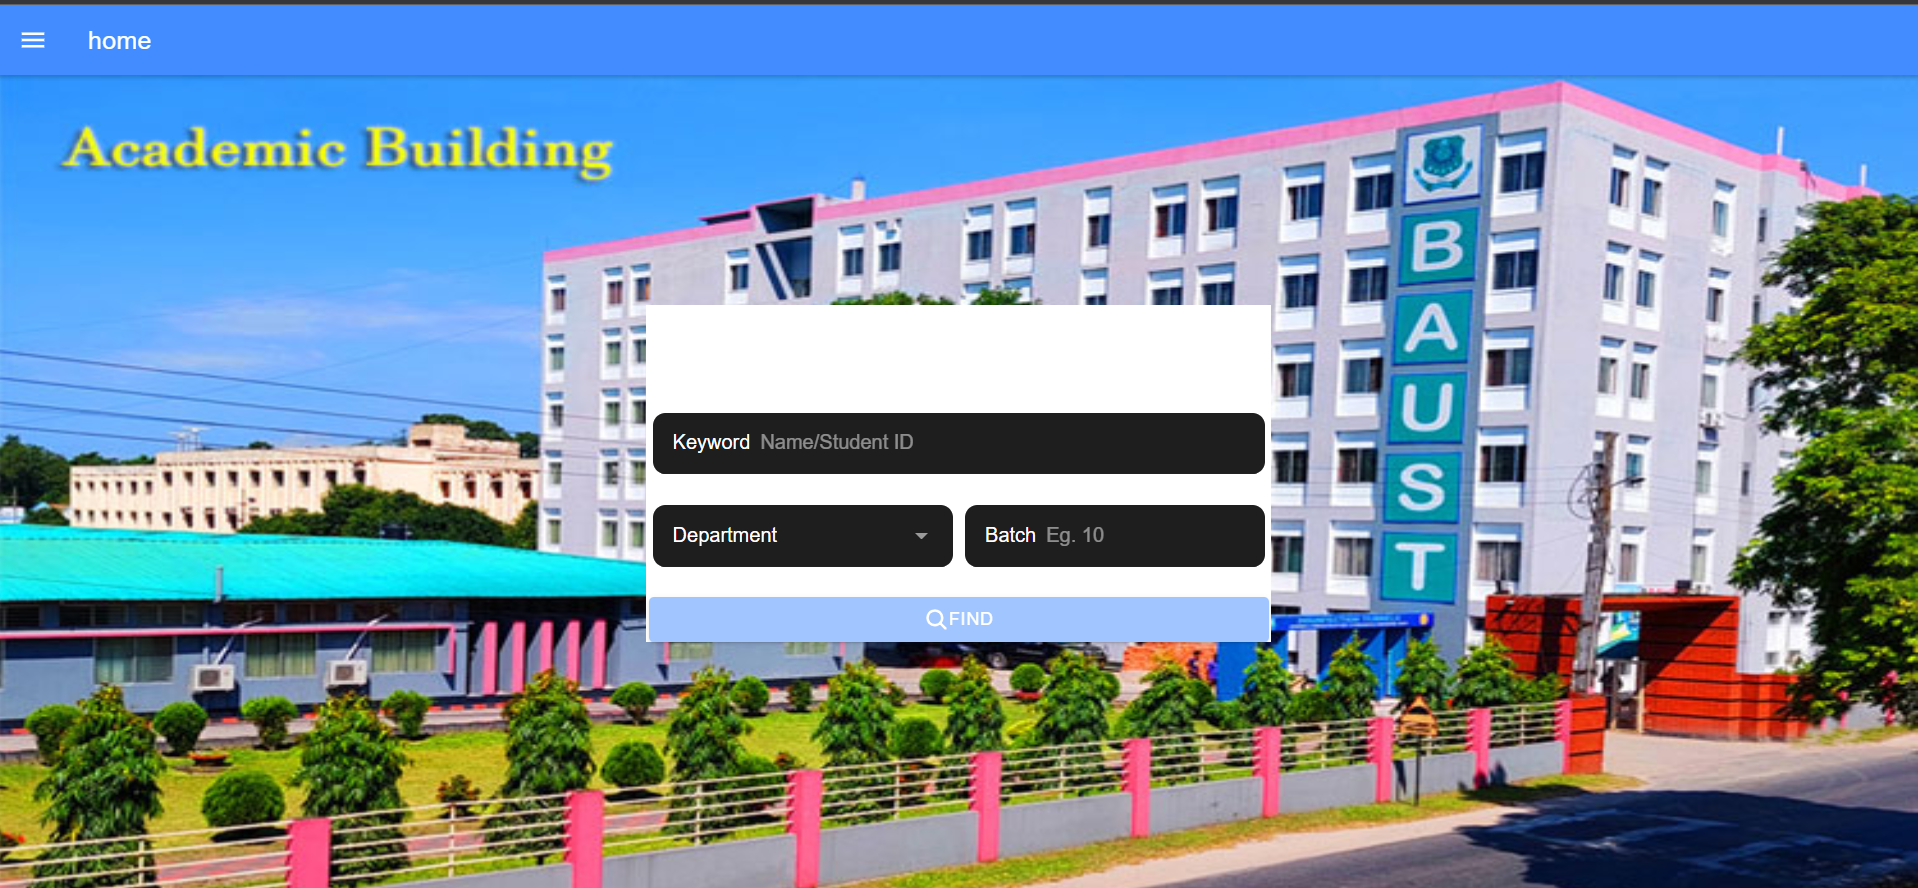 home
Academic Building
BAUST
Keyword Name/Student ID
Department
Batch Eg. 10
FIND